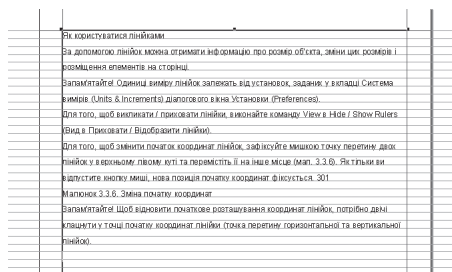 Як користуватися лінійками
За допомогою лінійок можна отримати інформацію про розмір об'єкта, зміни цих розмірів і
розміщення елементів на сторінці.
Запам'ятайте! Одиниці виміру лінійок залежать від установок, заданих у вкладці Система
вимірів (Units & Increments) діалогового вікна Установки (Preferences).
Для того, щоб викликати / приховати лінійки, виконайте команду View в Hide / Show Rulers
(Вид в Приховати / Відобразити лінійки).
Для того, щоб змінити початок координат лінійок, зафіксуйте мишкою точку перетину двох
лінійок у верхньому лівому куті та перемістіть її на інше місце (мал. 3.3.6). Як тільки ви
відпустите кнопку миші, нова позиція початку координат фіксується. 301
Малюнок 3.3.6. Зміна початку координат
Запам'ятайте! Щоб відновити початкове розташування координат лінійок, потрібно двічі
клацнути у точці початку координат лінійки (точка перетину горизонтальної та вертикальної
лінійок).